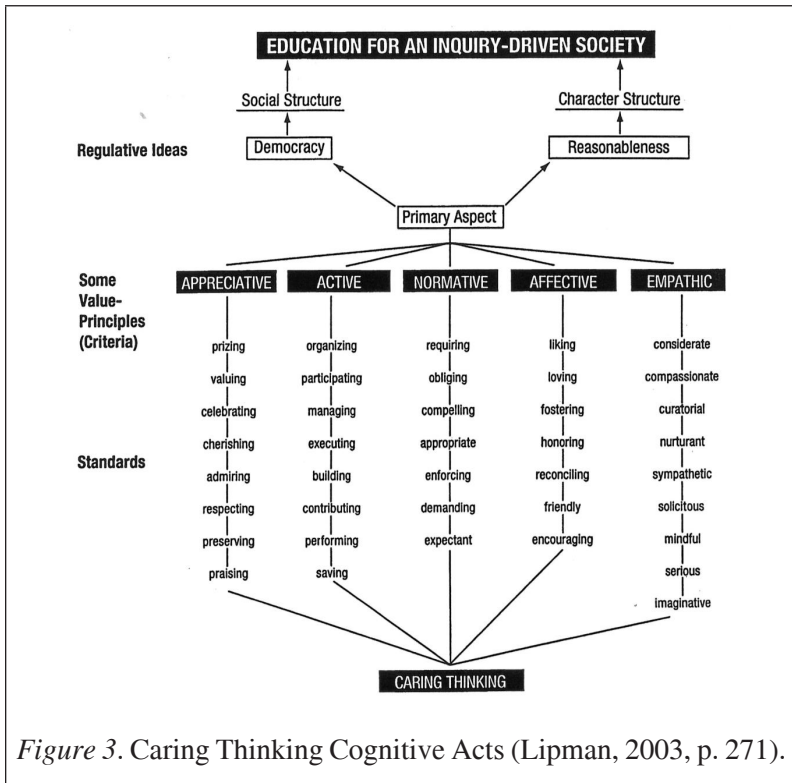 EDUCATION FOR AN INQUIRY-DRIVEN SOCIETY
Social Structure
Character Structure
Regulative Ideas
Democracy
Reasonableness
Primary Aspect
Some
Value-
Principles
(Criteria)
APPRECIATIVE
ACTIVE
NORMATIVE
AFFECTIVE
EMPATHIC
prizing organizing requiring liking considerate
valuing participating obliging loving compassionate
celebrating managing compelling fostering curatorial
cherishing executing appropriate honoring nurturant
Standards
admiring building enforcing reconciling sympathetic
respecting contributing demanding friendly solicitous
preserving performing expectant encouraging mindful
praising saving serious
imaginative
CARING THINKING
Figure 3. Caring Thinking Cognitive Acts (Lipman, 2003, p. 271).